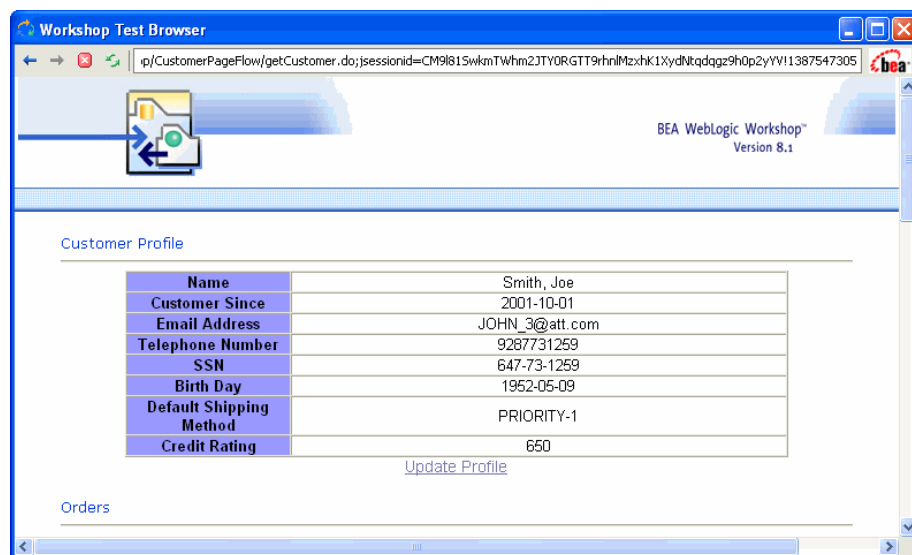 Workshop Test Browser
p/CustomerPageFlow/getCustomer.do;jsessionid=CM9l81SwkmTWhm2JTY0RGTT9rhnlMzxhK1XydNtqdqgz9h0p2yYV!1387547305
bea
BEA WebLogic Workshop™
Version 8.1
Customer Profile
Name Smith, Joe
Customer Since 2001-10-01
Email Address JOHN_3@att.com
Telephone Number 9287731259
SSN 647-73-1259
Birth Day 1952-05-09
Default Shipping
Method PRIORITY-1
Credit Rating 650
Update Profile
Orders